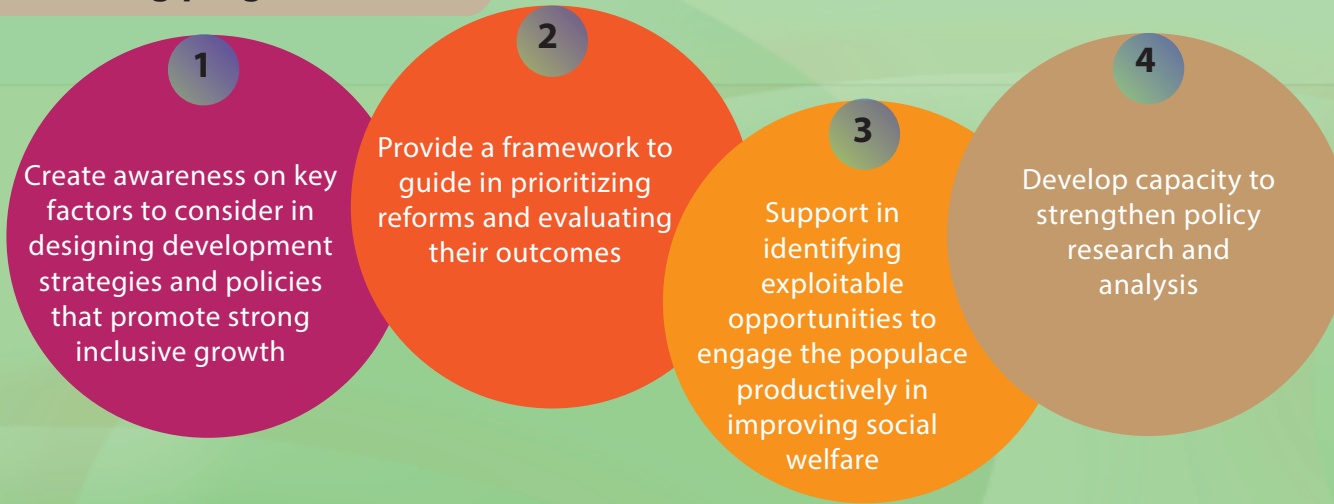 1
Create awareness on key
factors to consider in
designing development
strategies and policies
that promote strong
inclusive growth
2
Provide a framework to
guide in prioritizing
reforms and evaluating
their outcomes
3
Support in
identifying
exploitable
opportunities to
engage the populace
productively in
improving social
welfare
4
Develop capacity to
strengthen policy
research and
analysis